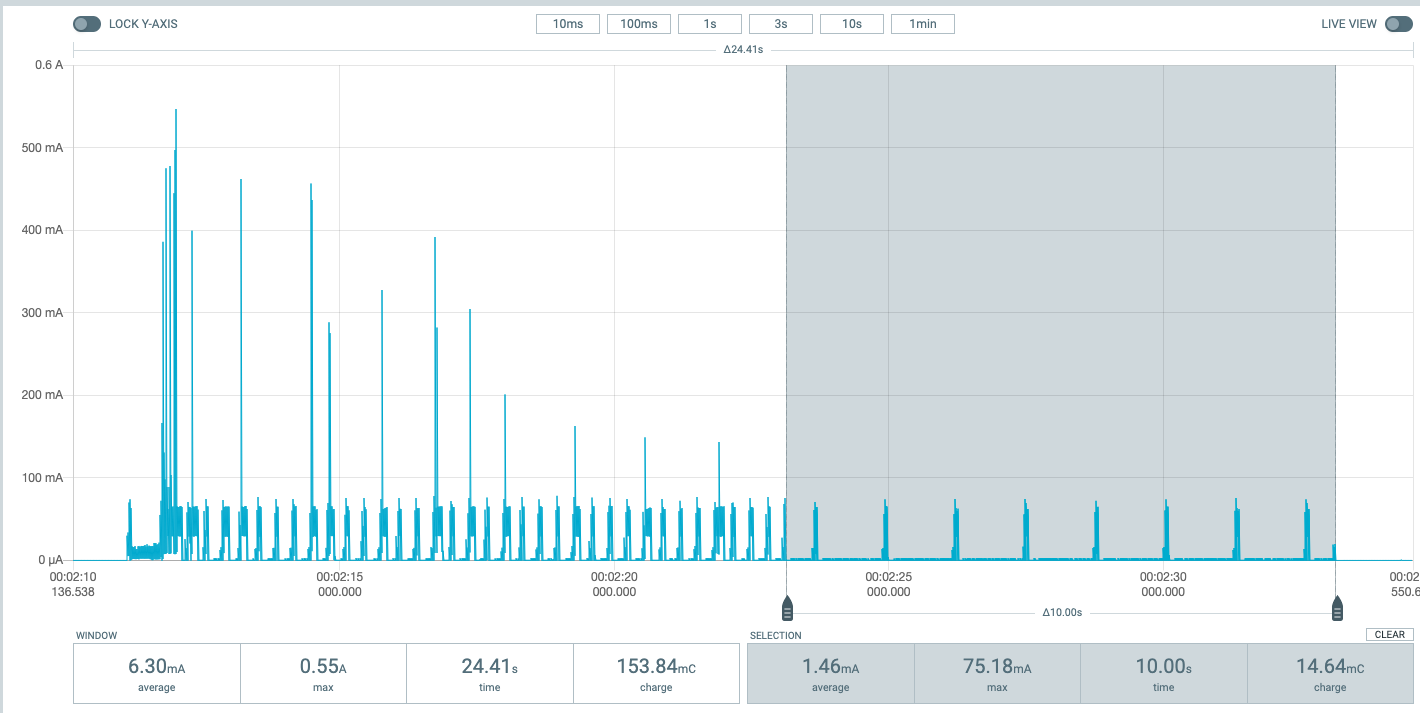 LOCK Y-AXIS 10ms 100ms 1s 3s 10s 1min LIVE VIEW
Δ24.41s
0.6 A
500 mA
400 mA
300 mA
200 mA
100 mA
0 µA
00:02:10 00:02:15 00:02:20 00:02:25 00:02:30 00:02
136.538 000.000 000.000 000.000 000.000 550.6
Δ10.00s
WINDOW SELECTION CLEAR
6.30mA 0.55A 24.41s 153.84mC 1.46mA 75.18mA 10.00s 14.64mC
average max time charge average max time charge